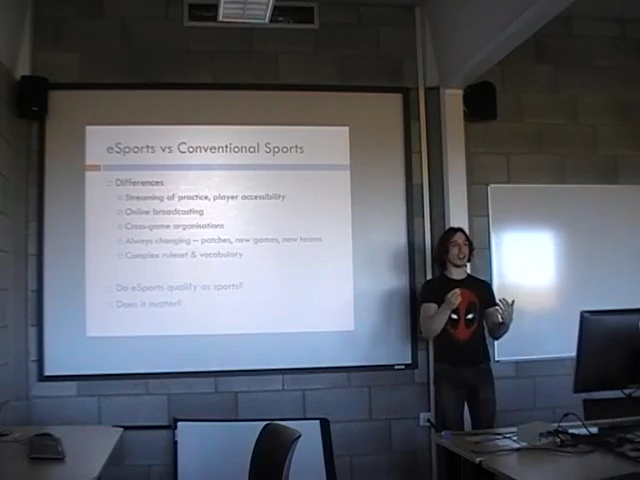 eSports vs Conventional Sports
Differences
Streaming of practice, player accessibility
Online broadcasting
Cross-game organisations
Always changing – patches, new games, new teams
Complex ruleset & vocabulary
Do eSports qualify as sports?
Does it matter?